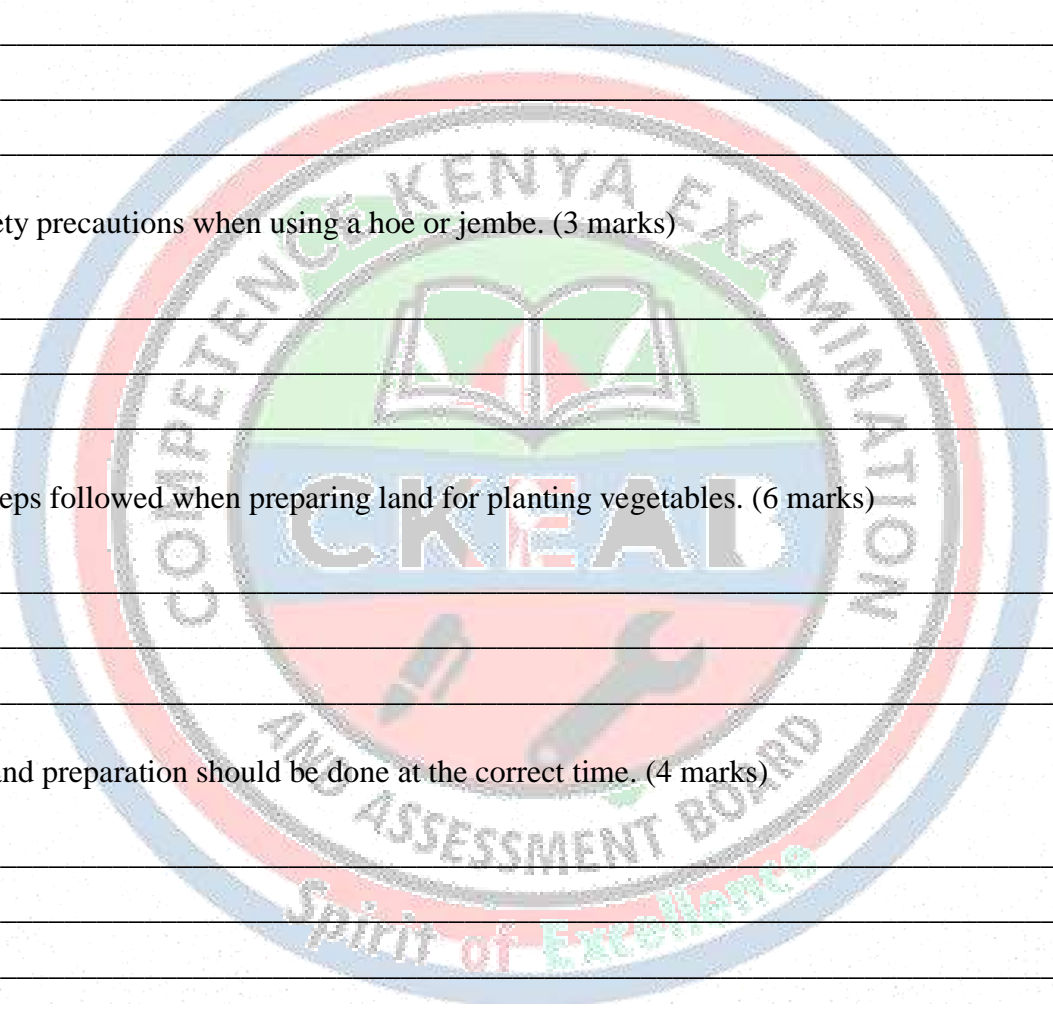 ety precautions when using a hoe or jembe. (3 marks)
eps followed when preparing land for planting vegetables. (6 marks)
and preparation should be done at the correct time. (4 marks)
COMPETENCE KENYA EXAMINATION
CKEAB
AND ASSESSMENT BOARD
Spirit of Excellence